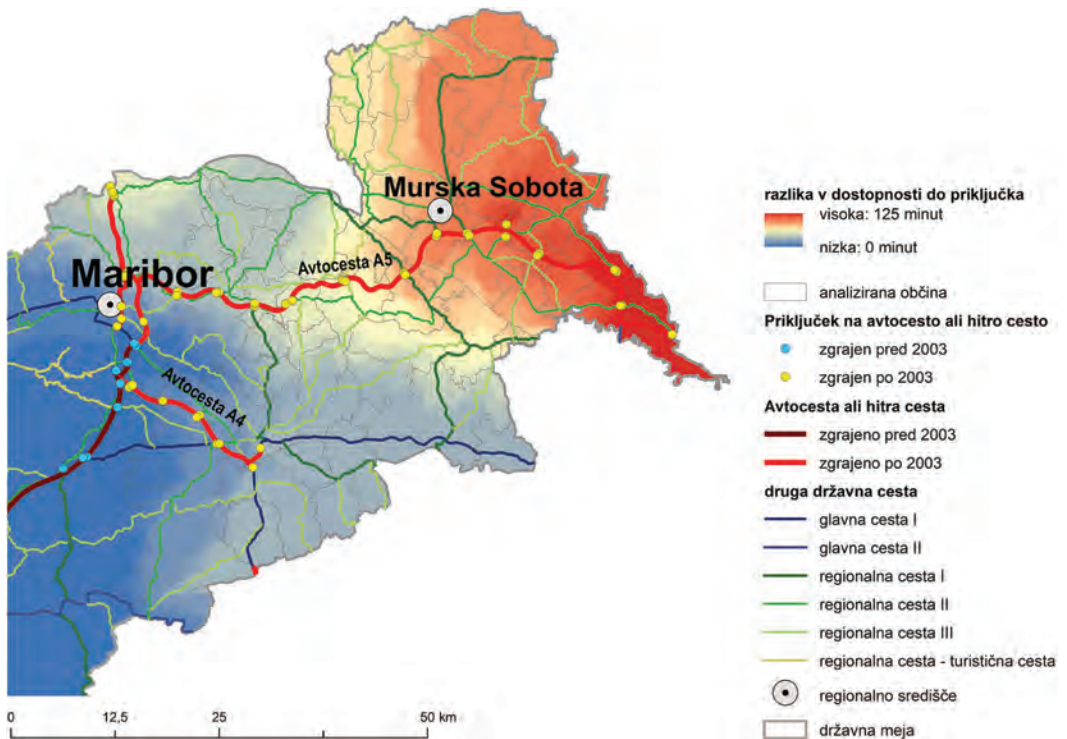 Murska Sobota
Maribor
Avtocesta A5
Avtocesta A4
0 12,5 25 50 km
razlika v dostopnosti do priključka
visoka: 125 minut
nizka: 0 minut
analizirana občina
Priključek na avtocesto ali hitro cesto
zgrajen pred 2003
zgrajen po 2003
Avtocesta ali hitra cesta
zgrajeno pred 2003
zgrajeno po 2003
druga državna cesta
glavna cesta I
glavna cesta II
regionalna cesta I
regionalna cesta II
regionalna cesta III
regionalna cesta - turistična cesta
regionalno središče
državna meja